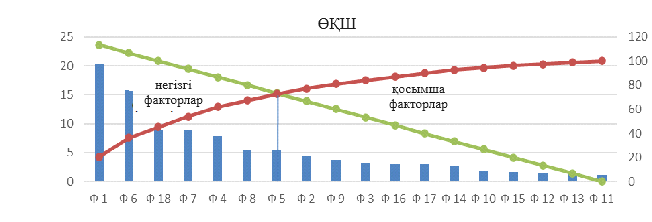 ӨҚШ
25
20
15
10
5
0
негізгі
факторлар
қосымша
факторлар
120
100
80
60
40
20
0
Ф 1 Ф 6 Ф 18 Ф 7 Ф 4 Ф 8 Ф 5 Ф 2 Ф 9 Ф 3 Ф 16 Ф 17 Ф 14 Ф 10 Ф 15 Ф 12 Ф 13 Ф 11